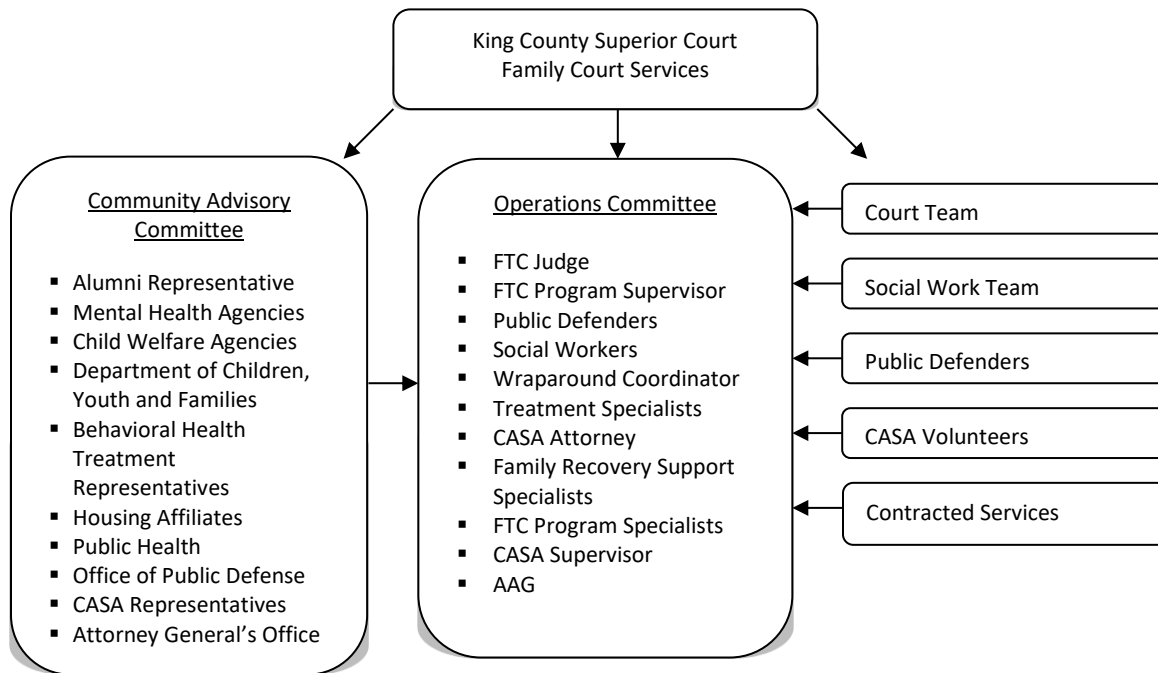 King County Superior Court
Family Court Services
Community Advisory
Committee
▪ Alumni Representative
▪ Mental Health Agencies
▪ Child Welfare Agencies
▪ Department of Children,
Youth and Families
▪ Behavioral Health
Treatment
Representatives
▪ Housing Affiliates
▪ Public Health
▪ Office of Public Defense
▪ CASA Representatives
▪ Attorney General’s Office
Operations Committee
▪ FTC Judge
▪ FTC Program Supervisor
▪ Public Defenders
▪ Social Workers
▪ Wraparound Coordinator
▪ Treatment Specialists
▪ CASA Attorney
▪ Family Recovery Support
Specialists
▪ FTC Program Specialists
▪ CASA Supervisor
▪ AAG
Court Team
Social Work Team
Public Defenders
CASA Volunteers
Contracted Services